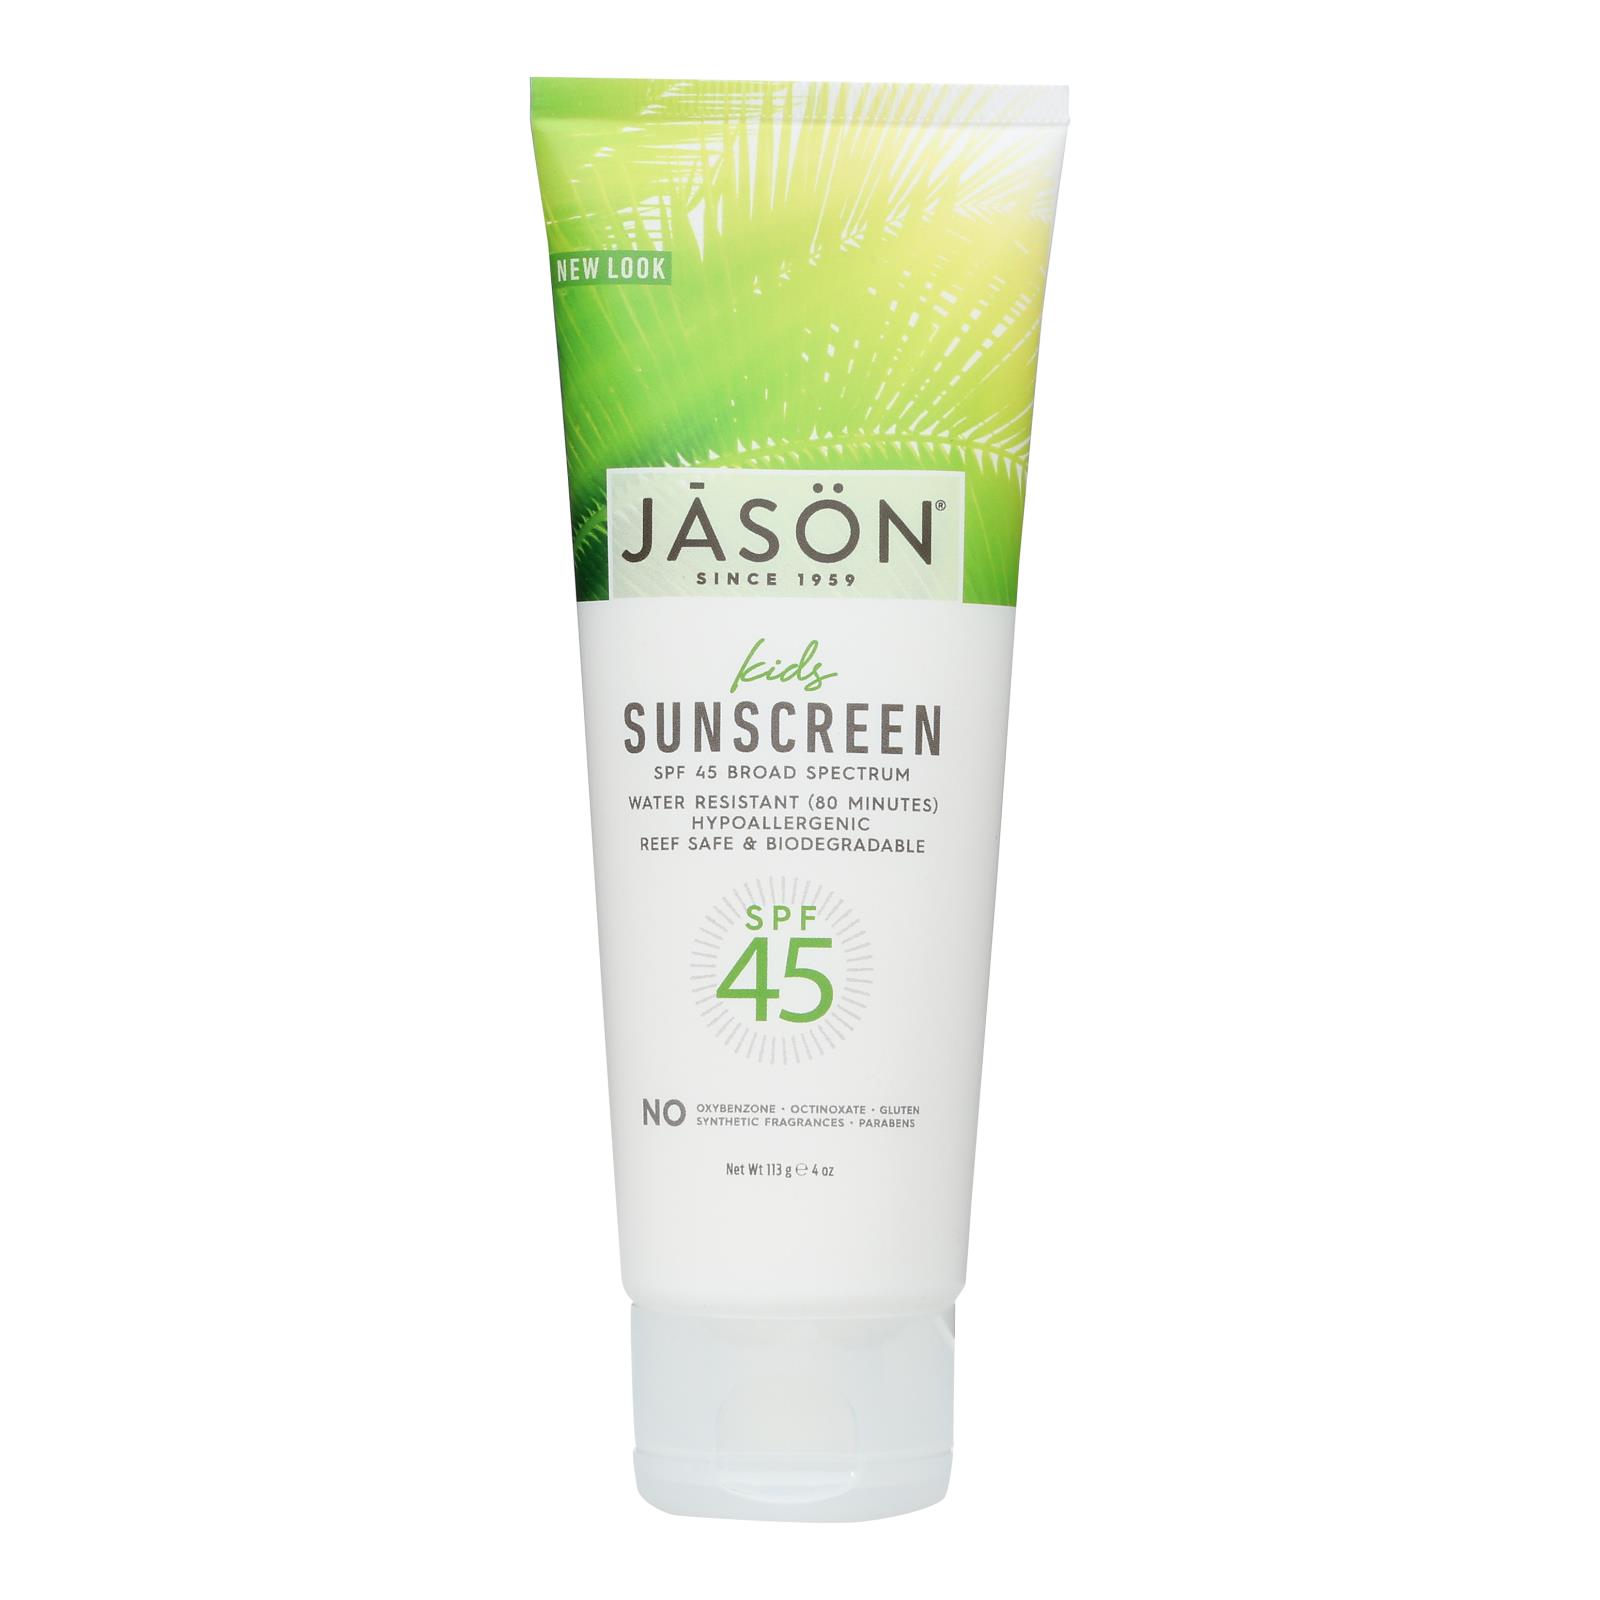 NEW LOOK
JĀSÖN®
SINCE 1959
kids
SUNSCREEN
SPF 45 BROAD SPECTRUM
WATER RESISTANT (80 MINUTES)
HYPOALLERGENIC
REEF SAFE & BIODEGRADABLE
SPF
45
NO OXYBENZONE • OCTINOXATE • GLUTEN
SYNTHETIC FRAGRANCES • PARABENS
Net Wt 113 g ℮ 4 oz